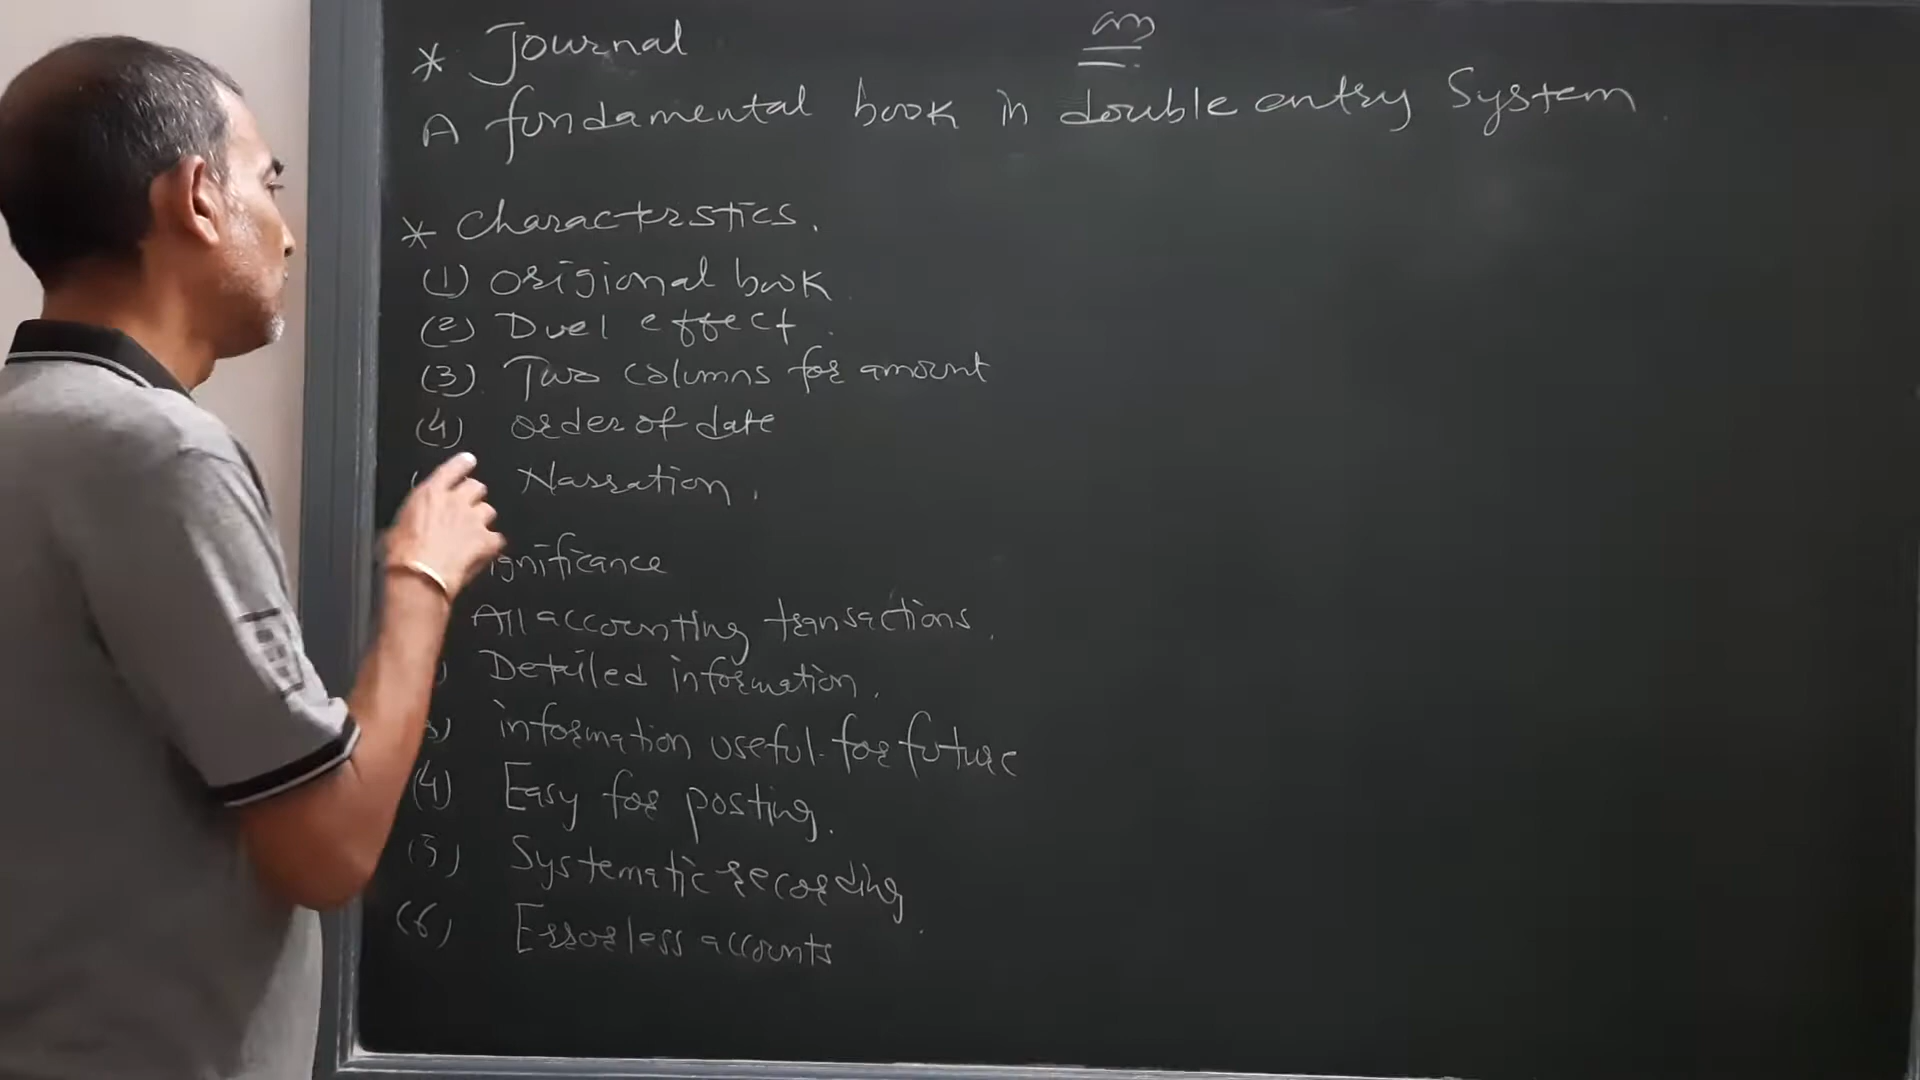 * Journal
A fundamental book in double entry System
* Characterstics.
(1) Origional book
(2) Duel effect.
(3) Two columns for amount
(4) order of date
Narration.
ignificance
All accounting transactions.
) Detailed information.
3) information useful for future
(4) Easy for posting.
(5) Systematic recording.
(6) Errorless accounts